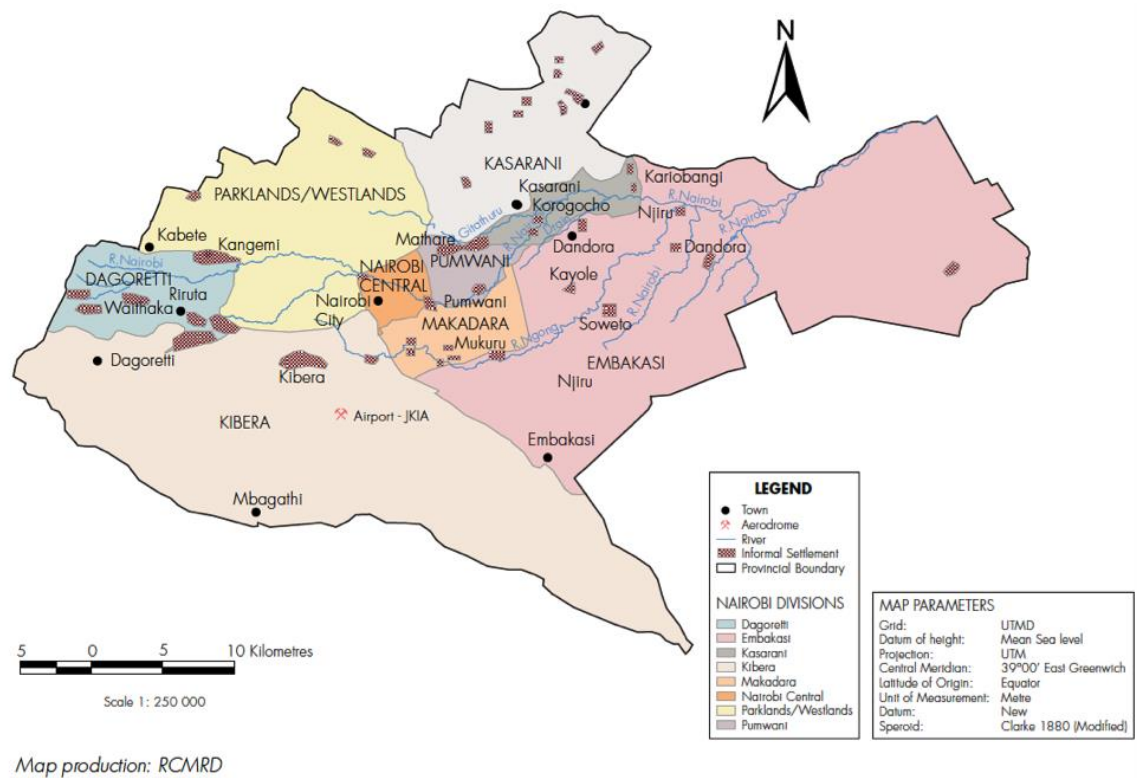 N
KASARANI
Kasarani
Korogocho
Kariobangi
PARKLANDS/WESTLANDS
R.Gitathuru
R.Nairobi
R.Nairobi
R.Nairobi
Njiru
Mathare
PUMWANI
Dandora
Dandora
Kabete
Kangemi
R.Nairobi
DAGORETTI
Riruta
Waithaka
NAIROBI
CENTRAL
Nairobi
City
Pumwani
Kayole
MAKADARA
Mukuru
R.Ngong
Soweto
EMBAKASI
Njiru
Dagoretti
Kibera
KIBERA
Airport - JKIA
Embakasi
Mbagathi
LEGEND
Town
Aerodrome
River
Informal Settlement
Provincial Boundary
NAIROBI DIVISIONS
Dagoretti
Embakasi
Kasarani
Kibera
Makadara
Nairobi Central
Parklands/Westlands
Pumwani
MAP PARAMETERS
Grid: UTMD
Datum of height: Mean Sea level
Projection: UTM
Central Meridian: 39°00' East Greenwich
Latitude of Origin: Equator
Unit of Measurement: Metre
Datum: New
Speroid: Clarke 1880 (Modified)
5 0 5 10 Kilometres
Scale 1: 250 000
Map production: RCMRD